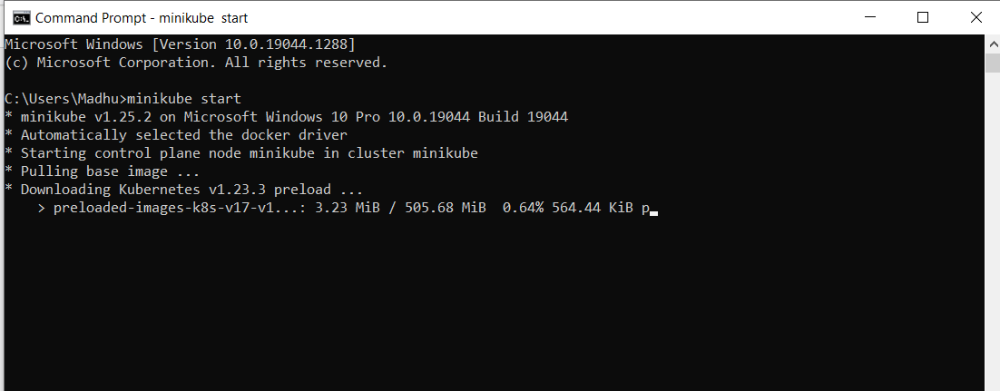 Command Prompt - minikube start
Microsoft Windows [Version 10.0.19044.1288]
(c) Microsoft Corporation. All rights reserved.
C:\Users\Madhu>minikube start
* minikube v1.25.2 on Microsoft Windows 10 Pro 10.0.19044 Build 19044
* Automatically selected the docker driver
* Starting control plane node minikube in cluster minikube
* Pulling base image ...
* Downloading Kubernetes v1.23.3 preload ...
> preloaded-images-k8s-v17-v1...: 3.23 MiB / 505.68 MiB 0.64% 564.44 KiB p